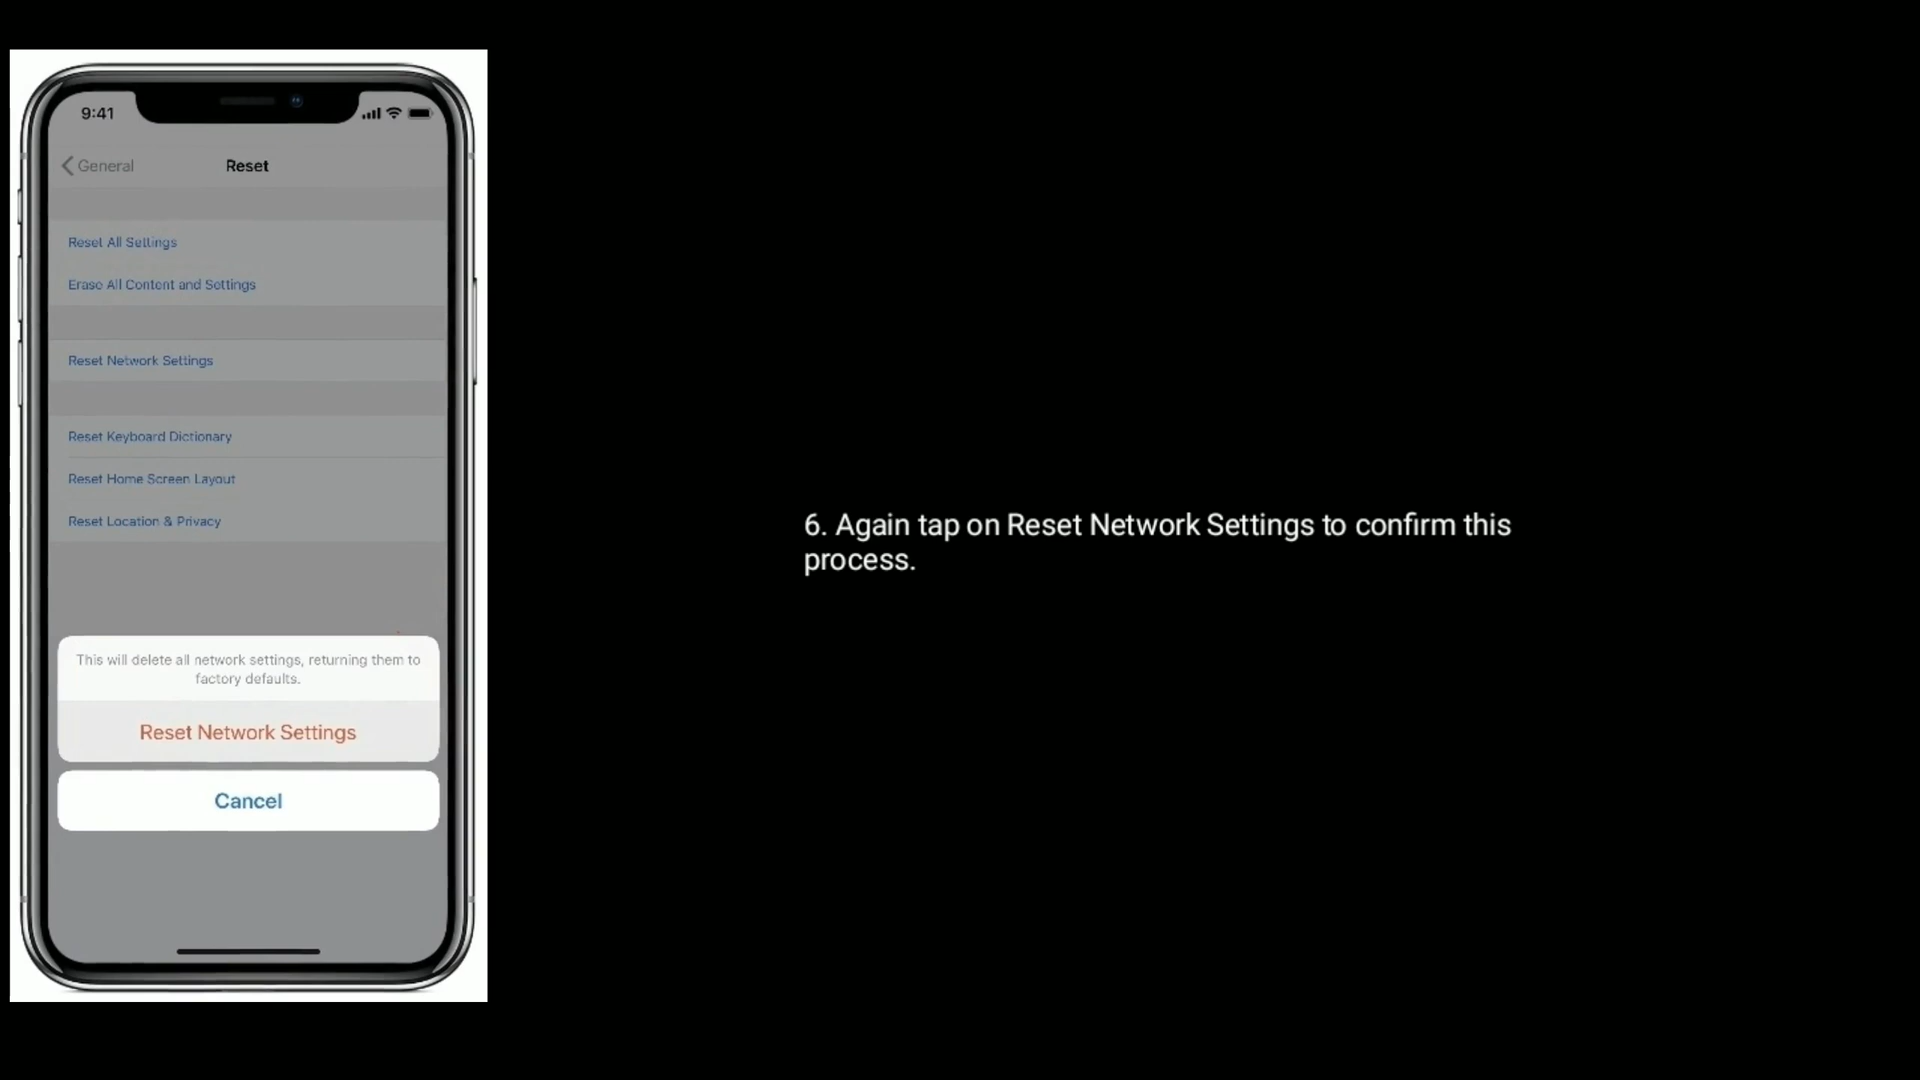 9:41
General
Reset
Reset All Settings
Erase All Content and Settings
Reset Network Settings
Reset Keyboard Dictionary
Reset Home Screen Layout
Reset Location & Privacy
This will delete all network settings, returning them to
factory defaults.
Reset Network Settings
Cancel
6. Again tap on Reset Network Settings to confirm this
process.